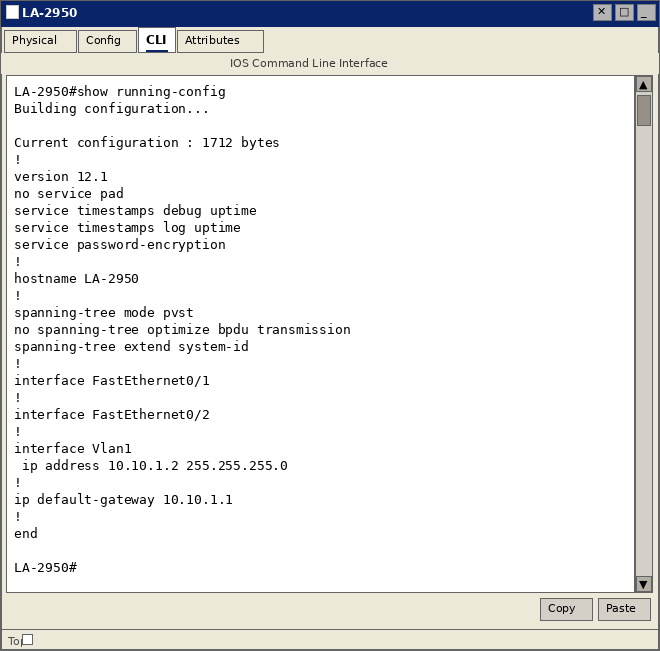 LA-2950
Physical Config CLI Attributes
IOS Command Line Interface
LA-2950#show running-config
Building configuration...
Current configuration : 1712 bytes
!
version 12.1
no service pad
service timestamps debug uptime
service timestamps log uptime
service password-encryption
!
hostname LA-2950
!
spanning-tree mode pvst
no spanning-tree optimize bpdu transmission
spanning-tree extend system-id
!
interface FastEthernet0/1
!
interface FastEthernet0/2
!
interface Vlan1
 ip address 10.10.1.2 255.255.255.0
!
ip default-gateway 10.10.1.1
!
end
LA-2950#
Copy Paste